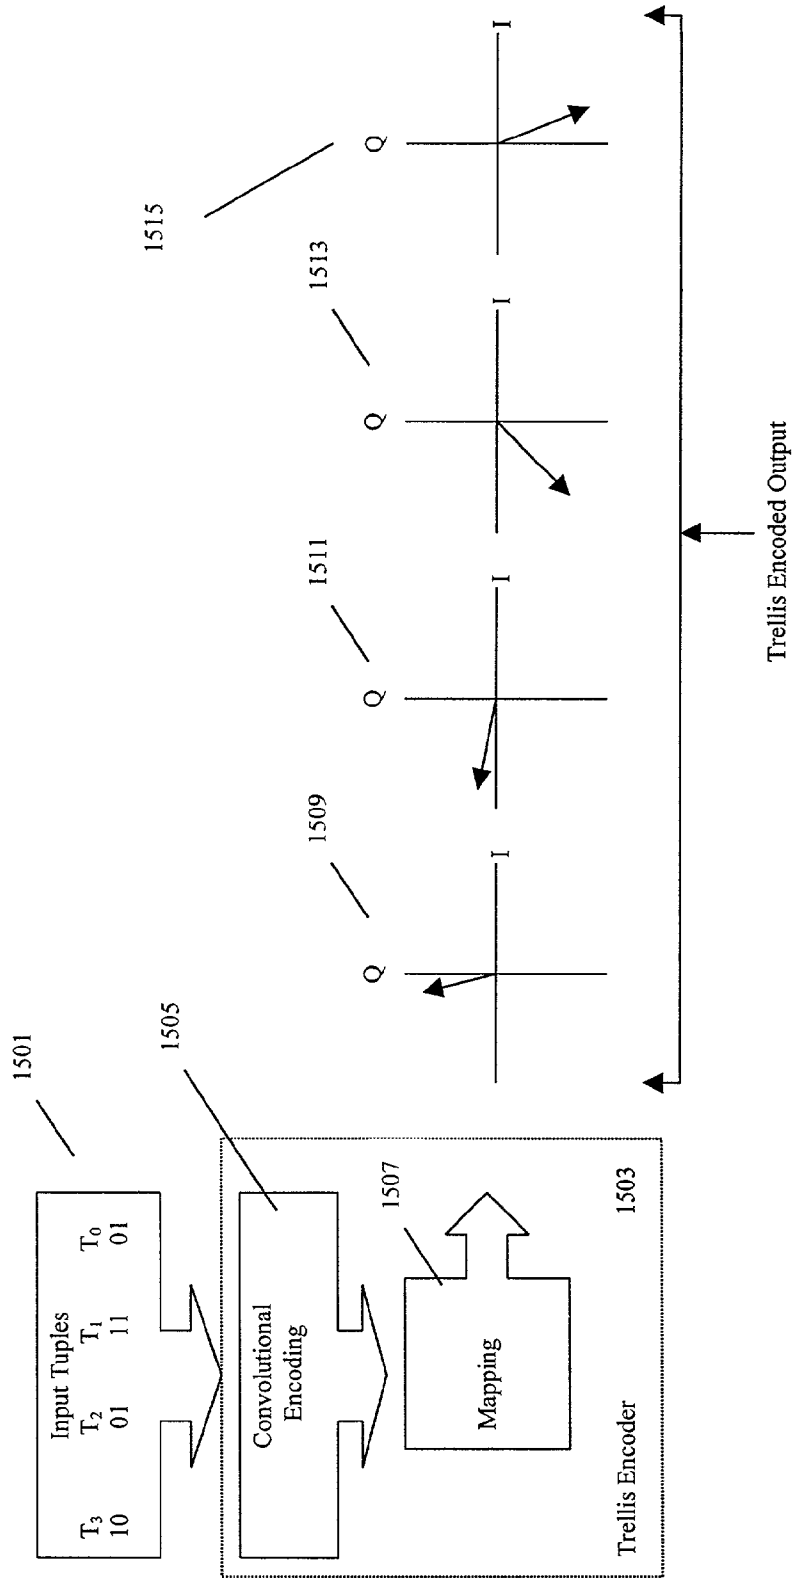 1501
Input Tuples
T3 T2 T1 T0
10 01 11 01
1505
Convolutional
Encoding
1507
Mapping
Trellis Encoder
1503
1509
Q
I
1511
Q
I
1513
Q
I
1515
Q
I
Trellis Encoded Output